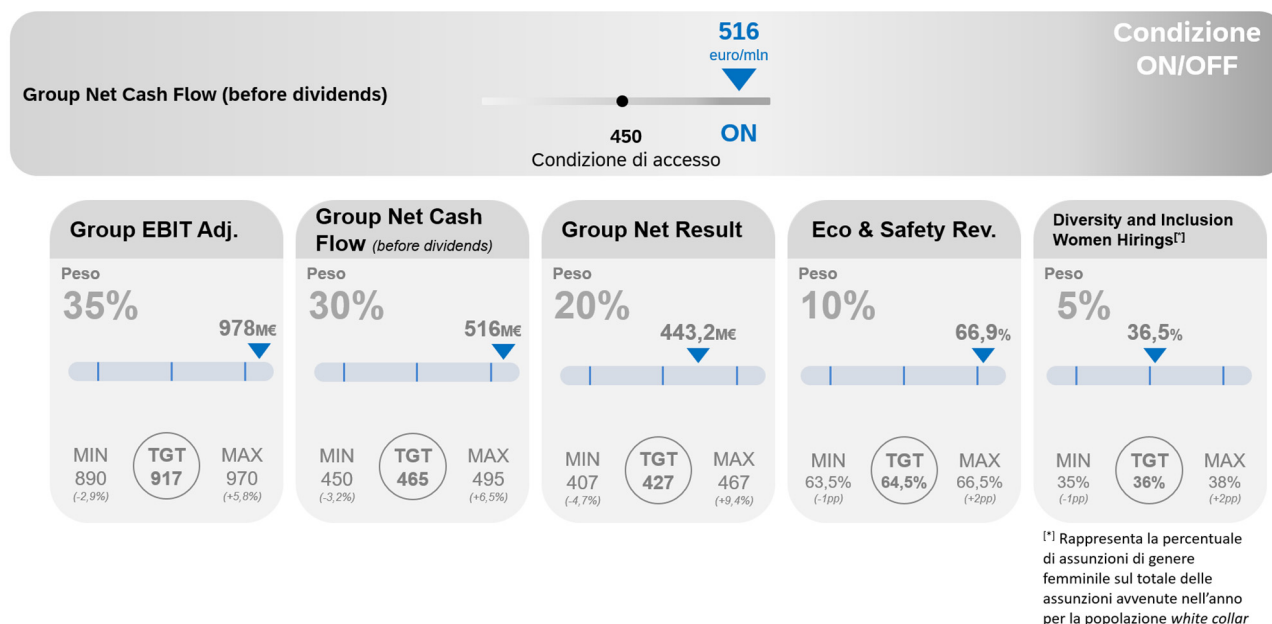 516
euro/mln
Condizione
ON/OFF
Group Net Cash Flow (before dividends)
450
ON
Condizione di accesso
Group EBIT Adj.
Peso
35%
978M€
MIN
890
(-2,9%)
TGT
917
MAX
970
(+5,8%)
Group Net Cash
Flow (before dividends)
Peso
30%
516M€
MIN
450
(-3,2%)
TGT
465
MAX
495
(+6,5%)
Group Net Result
Peso
20%
443,2M€
MIN
407
(-4,7%)
TGT
427
MAX
467
(+9,4%)
Eco & Safety Rev.
Peso
10%
66,9%
MIN
63,5%
(-1pp)
TGT
64,5%
MAX
66,5%
(+2pp)
Diversity and Inclusion
Women Hirings[*]
Peso
5%
36,5%
MIN
35%
(-1pp)
TGT
36%
MAX
38%
(+2pp)
[*] Rappresenta la percentuale
di assunzioni di genere
femminile sul totale delle
assunzioni avvenute nell’anno
per la popolazione white collar